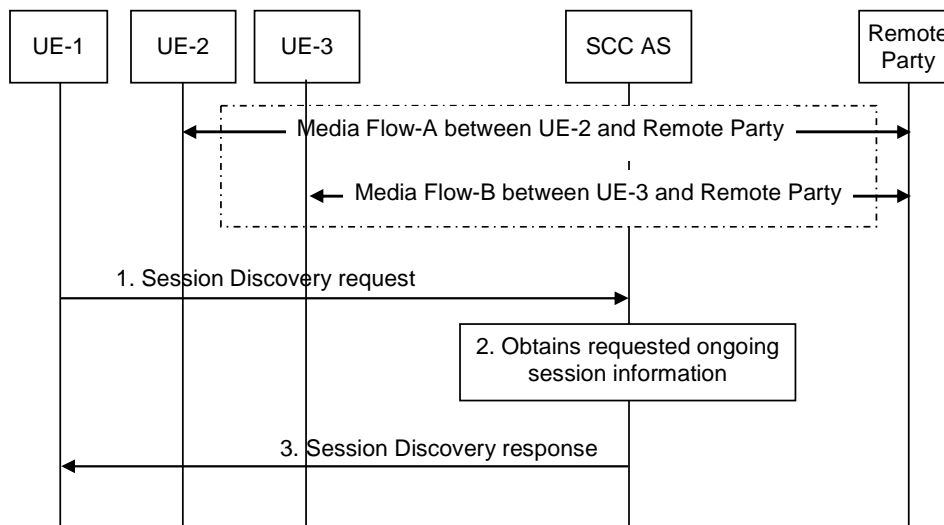 UE-1
UE-2
UE-3
SCC AS
Remote
Party
Media Flow-A between UE-2 and Remote Party
Media Flow-B between UE-3 and Remote Party
1. Session Discovery request
2. Obtains requested ongoing
session information
3. Session Discovery response